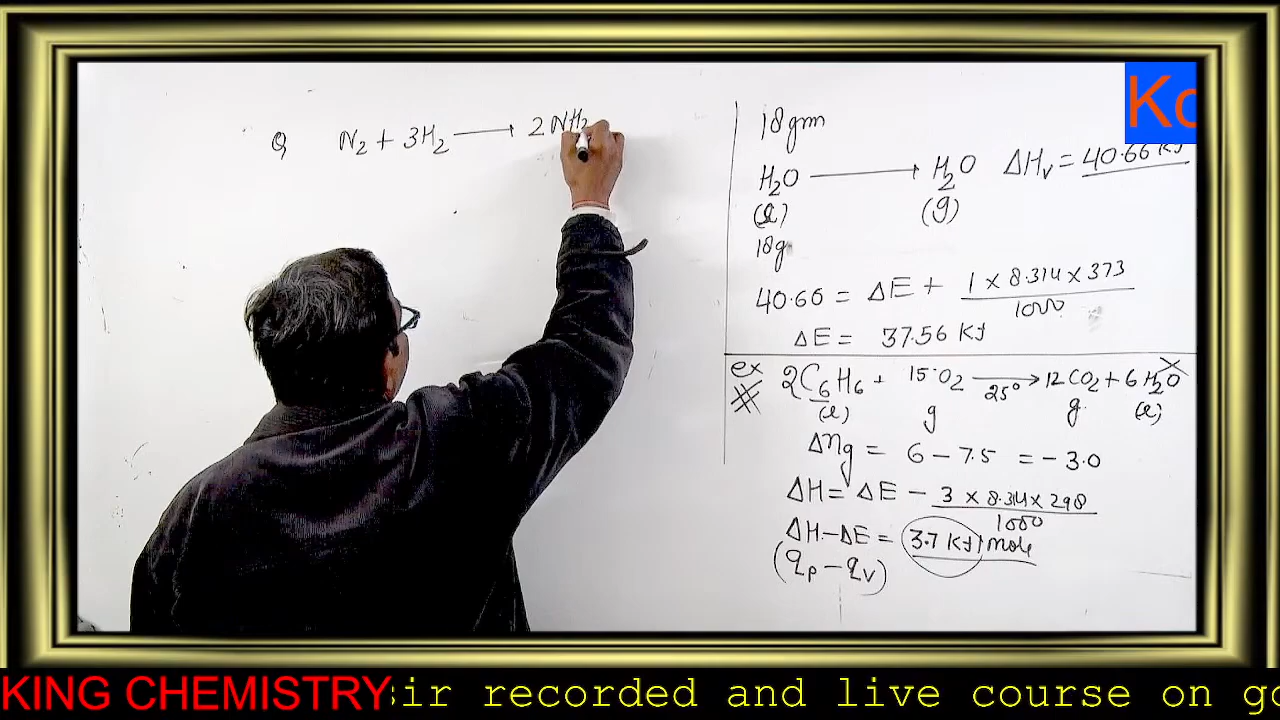 Q N₂ + 3H₂ ⟶ 2NH₂
18gm
H₂O ⟶ H₂O ΔHᵥ = 40.66 KJ
(l) (g)
18g
40.66 = ΔE + 1 × 8.314 × 373 / 1000
ΔE = 37.56 KJ
ex 2C₆H₆ + 15 O₂ ⟶ 12CO₂ + 6H₂O
25°
(l) g g (l)
Δng = 6 − 7.5 = − 3.0
ΔH = ΔE − 3 × 8.314 × 298 / 1000
ΔH − ΔE = 3.7 KJ/mole
(qp − qv)
KING CHEMISTRY sir recorded and live course on go